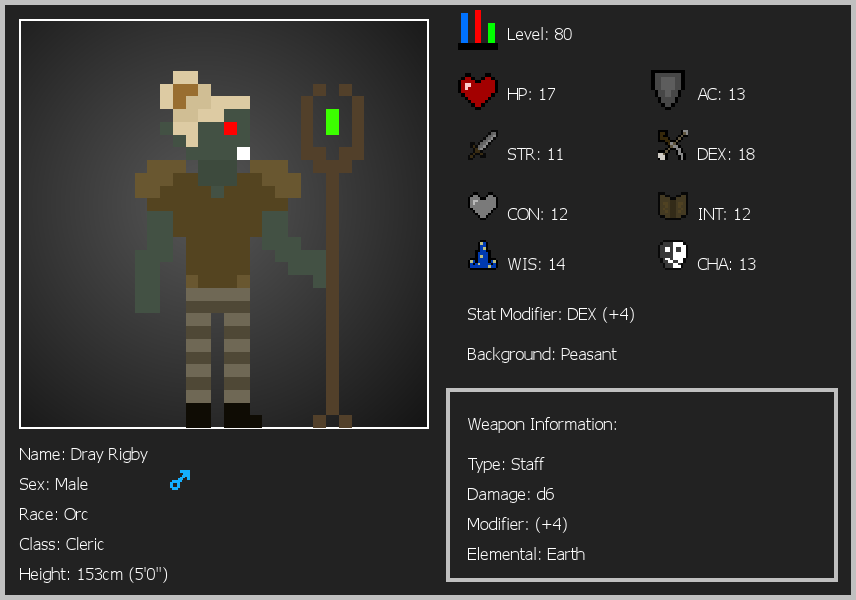 Level: 80
HP: 17
AC: 13
STR: 11
DEX: 18
CON: 12
INT: 12
WIS: 14
CHA: 13
Stat Modifier: DEX (+4)
Background: Peasant
Weapon Information:
Type: Staff
Damage: d6
Modifier: (+4)
Elemental: Earth
Name: Dray Rigby
Sex: Male
Race: Orc
Class: Cleric
Height: 153cm (5'0")